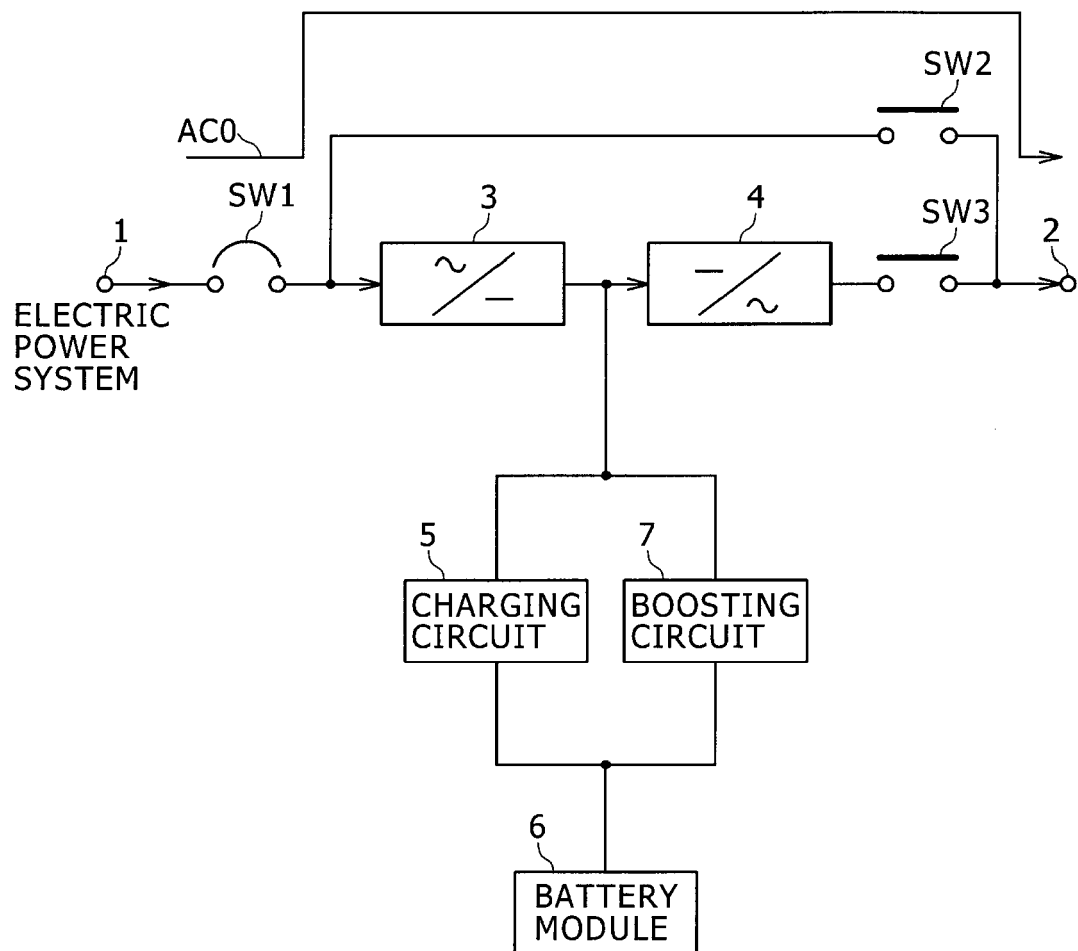 SW2
AC0
SW1
3
4
SW3
1
2
ELECTRIC
POWER
SYSTEM
5
7
CHARGING
CIRCUIT
BOOSTING
CIRCUIT
6
BATTERY
MODULE